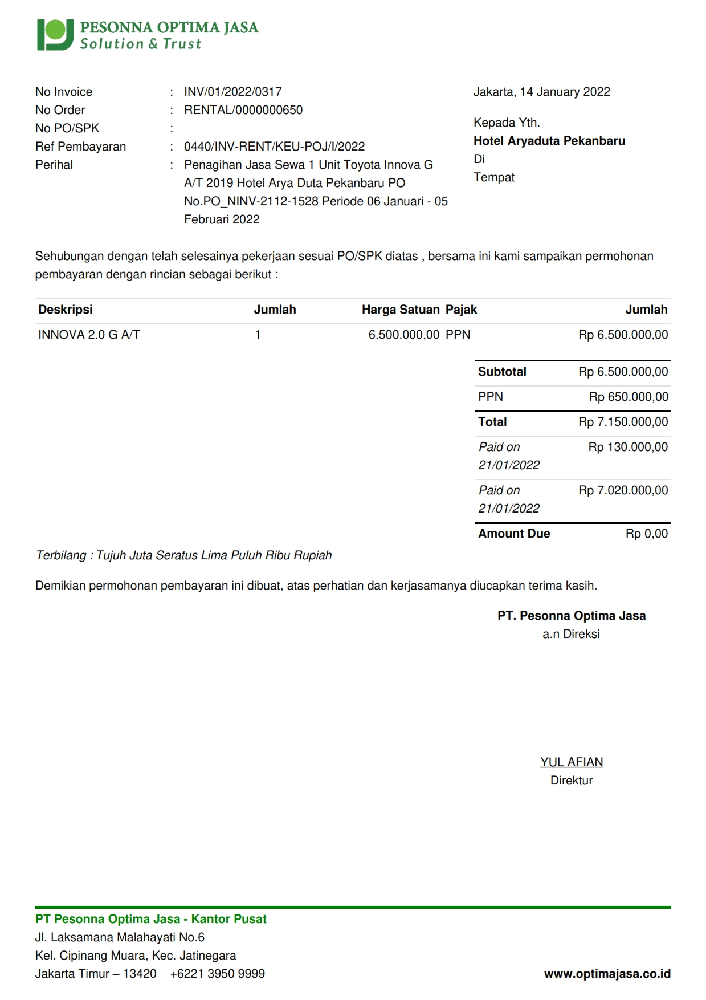 PESONNA OPTIMA JASA
Solution & Trust
No Invoice : INV/01/2022/0317
No Order : RENTAL/0000000650
No PO/SPK :
Ref Pembayaran : 0440/INV-RENT/KEU-POJ/I/2022
Perihal : Penagihan Jasa Sewa 1 Unit Toyota Innova G
A/T 2019 Hotel Arya Duta Pekanbaru PO
No.PO_NINV-2112-1528 Periode 06 Januari - 05
Februari 2022
Jakarta, 14 January 2022
Kepada Yth.
Hotel Aryaduta Pekanbaru
Di
Tempat
Sehubungan dengan telah selesainya pekerjaan sesuai PO/SPK diatas , bersama ini kami sampaikan permohonan
pembayaran dengan rincian sebagai berikut :
Deskripsi Jumlah Harga Satuan Pajak Jumlah
INNOVA 2.0 G A/T 1 6.500.000,00 PPN Rp 6.500.000,00
Subtotal Rp 6.500.000,00
PPN Rp 650.000,00
Total Rp 7.150.000,00
Paid on Rp 130.000,00
21/01/2022
Paid on Rp 7.020.000,00
21/01/2022
Amount Due Rp 0,00
Terbilang : Tujuh Juta Seratus Lima Puluh Ribu Rupiah
Demikian permohonan pembayaran ini dibuat, atas perhatian dan kerjasamanya diucapkan terima kasih.
PT. Pesonna Optima Jasa
a.n Direksi
YUL AFIAN
Direktur
PT Pesonna Optima Jasa - Kantor Pusat
Jl. Laksamana Malahayati No.6
Kel. Cipinang Muara, Kec. Jatinegara
Jakarta Timur – 13420 +6221 3950 9999
www.optimajasa.co.id